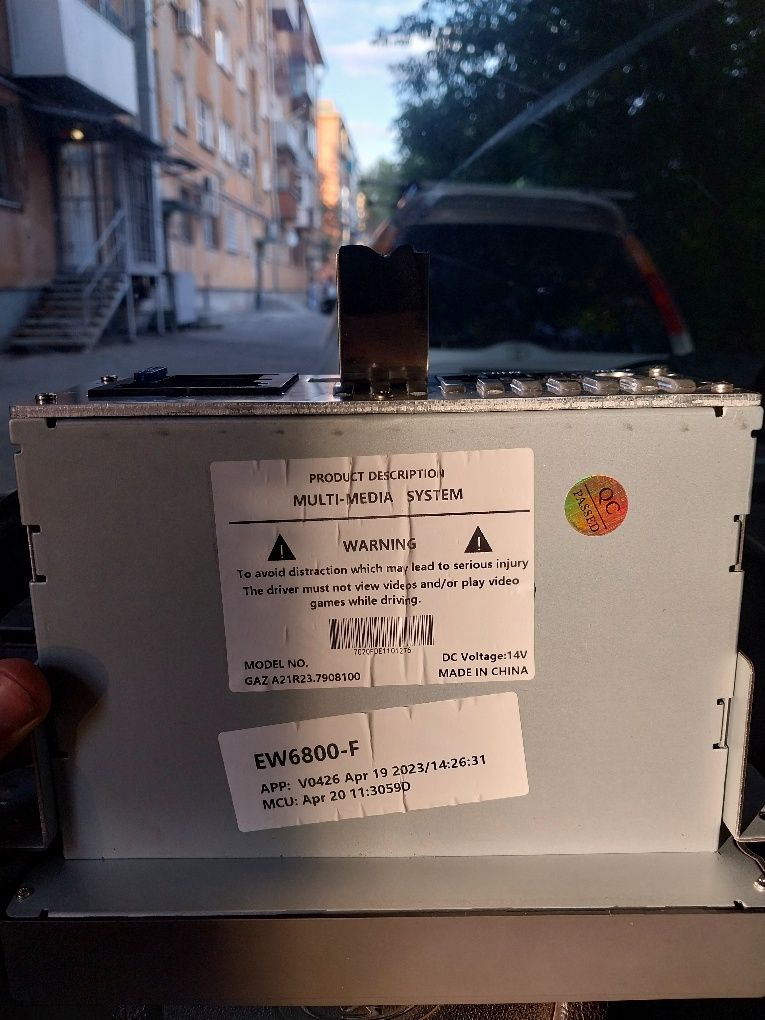 PRODUCT DESCRIPTION
MULTI-MEDIA SYSTEM
WARNING
To avoid distraction which may lead to serious injury
The driver must not view videos and/or play video
games while driving.
MODEL NO.
GAZ A21R23.7908100
DC Voltage:14V
MADE IN CHINA
QC
PASSED
EW6800-F
APP: V0426 Apr 19 2023/14:26:31
MCU: Apr 20 11:3059D